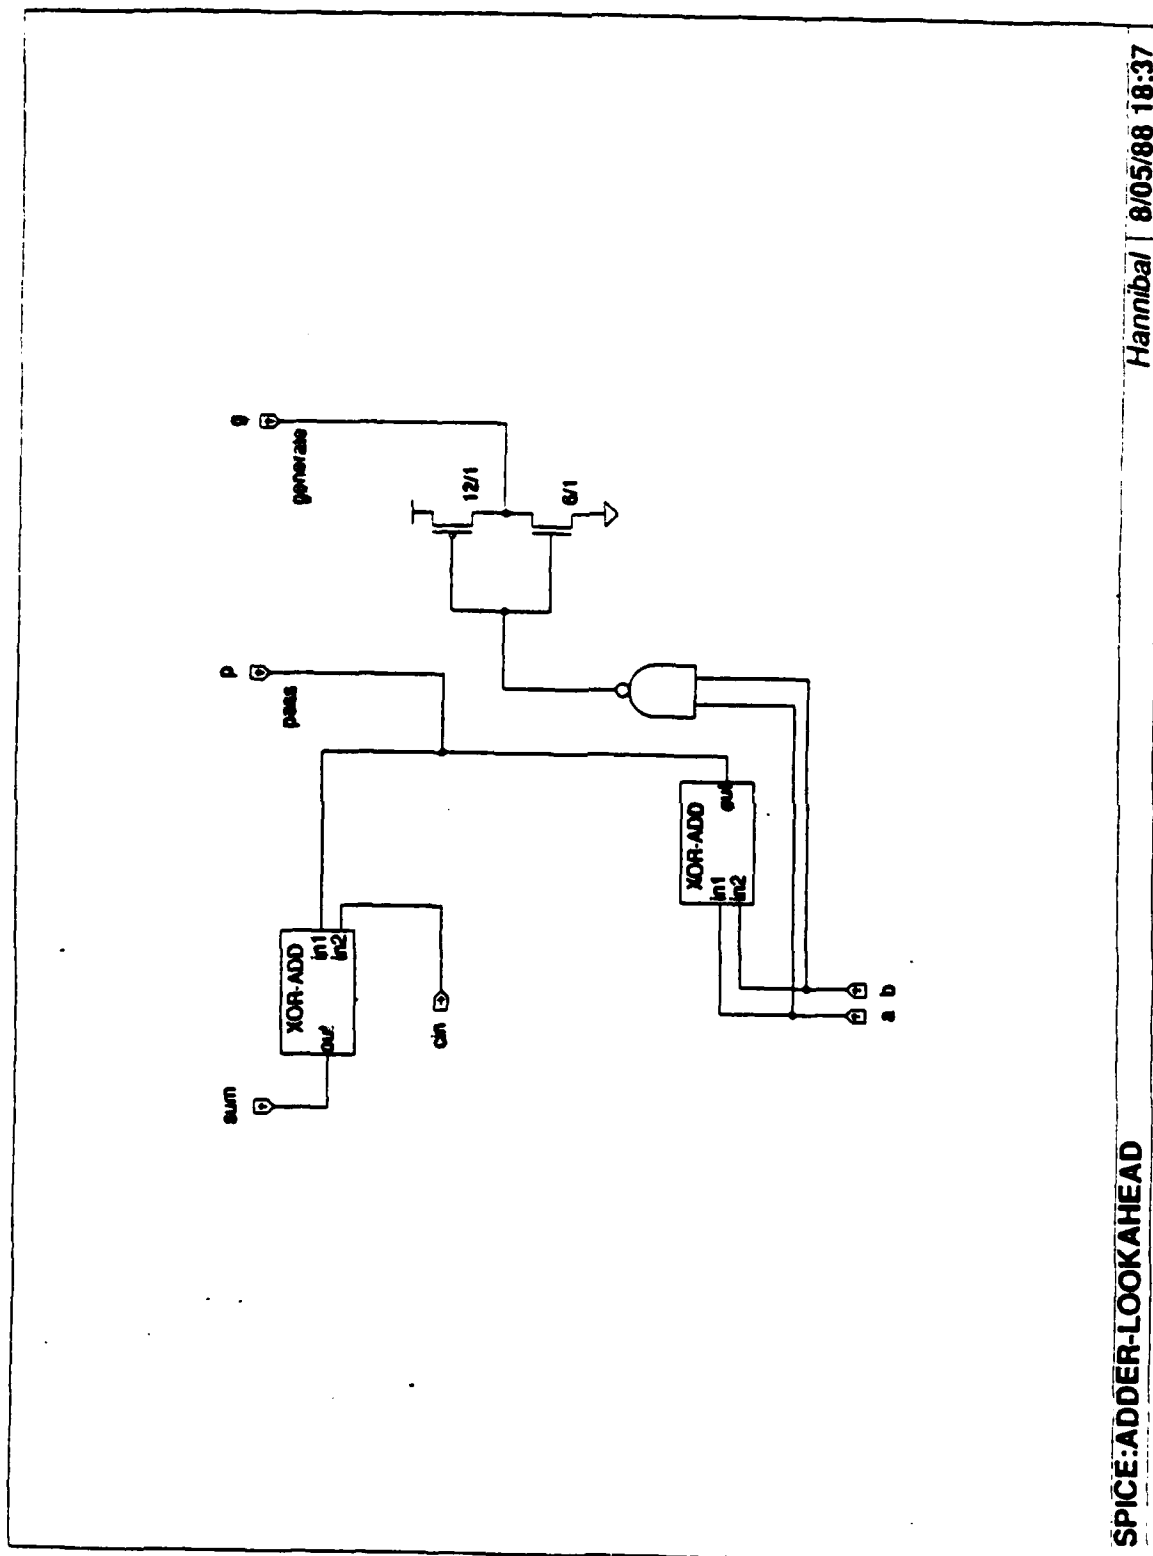 g
generate
12/1
6/1
p
pass
XOR-ADD
in1
in2
out
XOR-ADD
in1
in2
out
cin
sum
a
b
SPICE:ADDER-LOOKAHEAD
Hannibal | 8/05/88 18:37